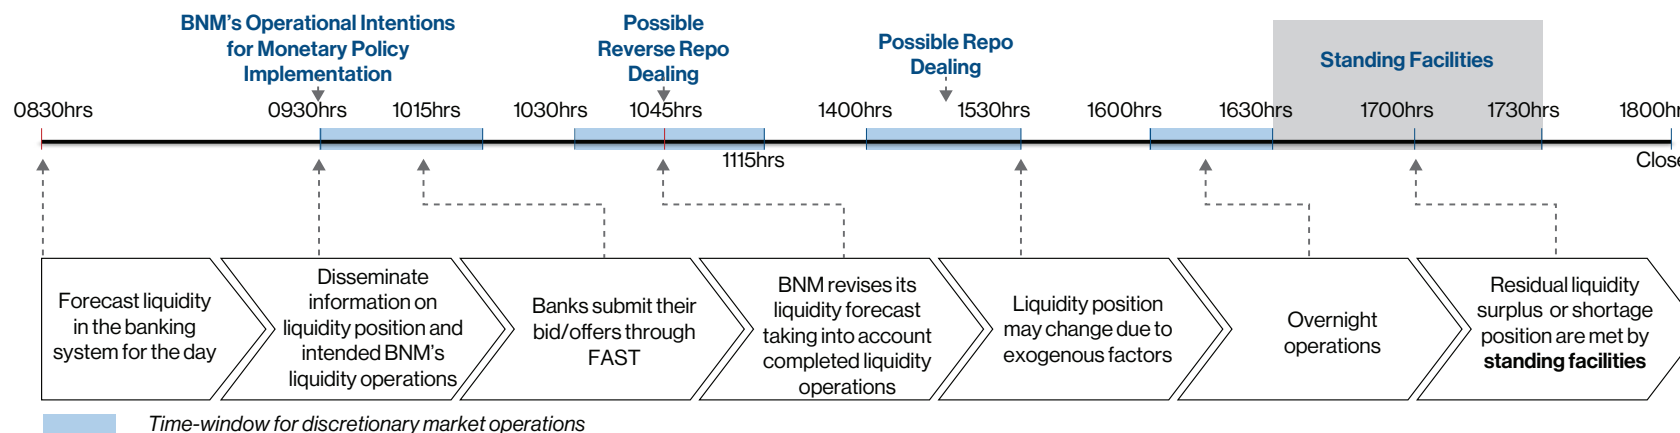 BNM's Operational Intentions
for Monetary Policy
Implementation
Possible
Reverse Repo
Dealing
Possible Repo
Dealing
Standing Facilities
0830hrs
0930hrs
1015hrs
1030hrs
1045hrs
1115hrs
1400hrs
1530hrs
1600hrs
1630hrs
1700hrs
1730hrs
1800hr
Close
Forecast liquidity
in the banking
system for the day
Disseminate
information on
liquidity position and
intended BNM's
liquidity operations
Banks submit their
bid/offers through
FAST
BNM revises its
liquidity forecast
taking into account
completed liquidity
operations
Liquidity position
may change due to
exogenous factors
Overnight
operations
Residual liquidity
surplus or shortage
position are met by
standing facilities
Time-window for discretionary market operations